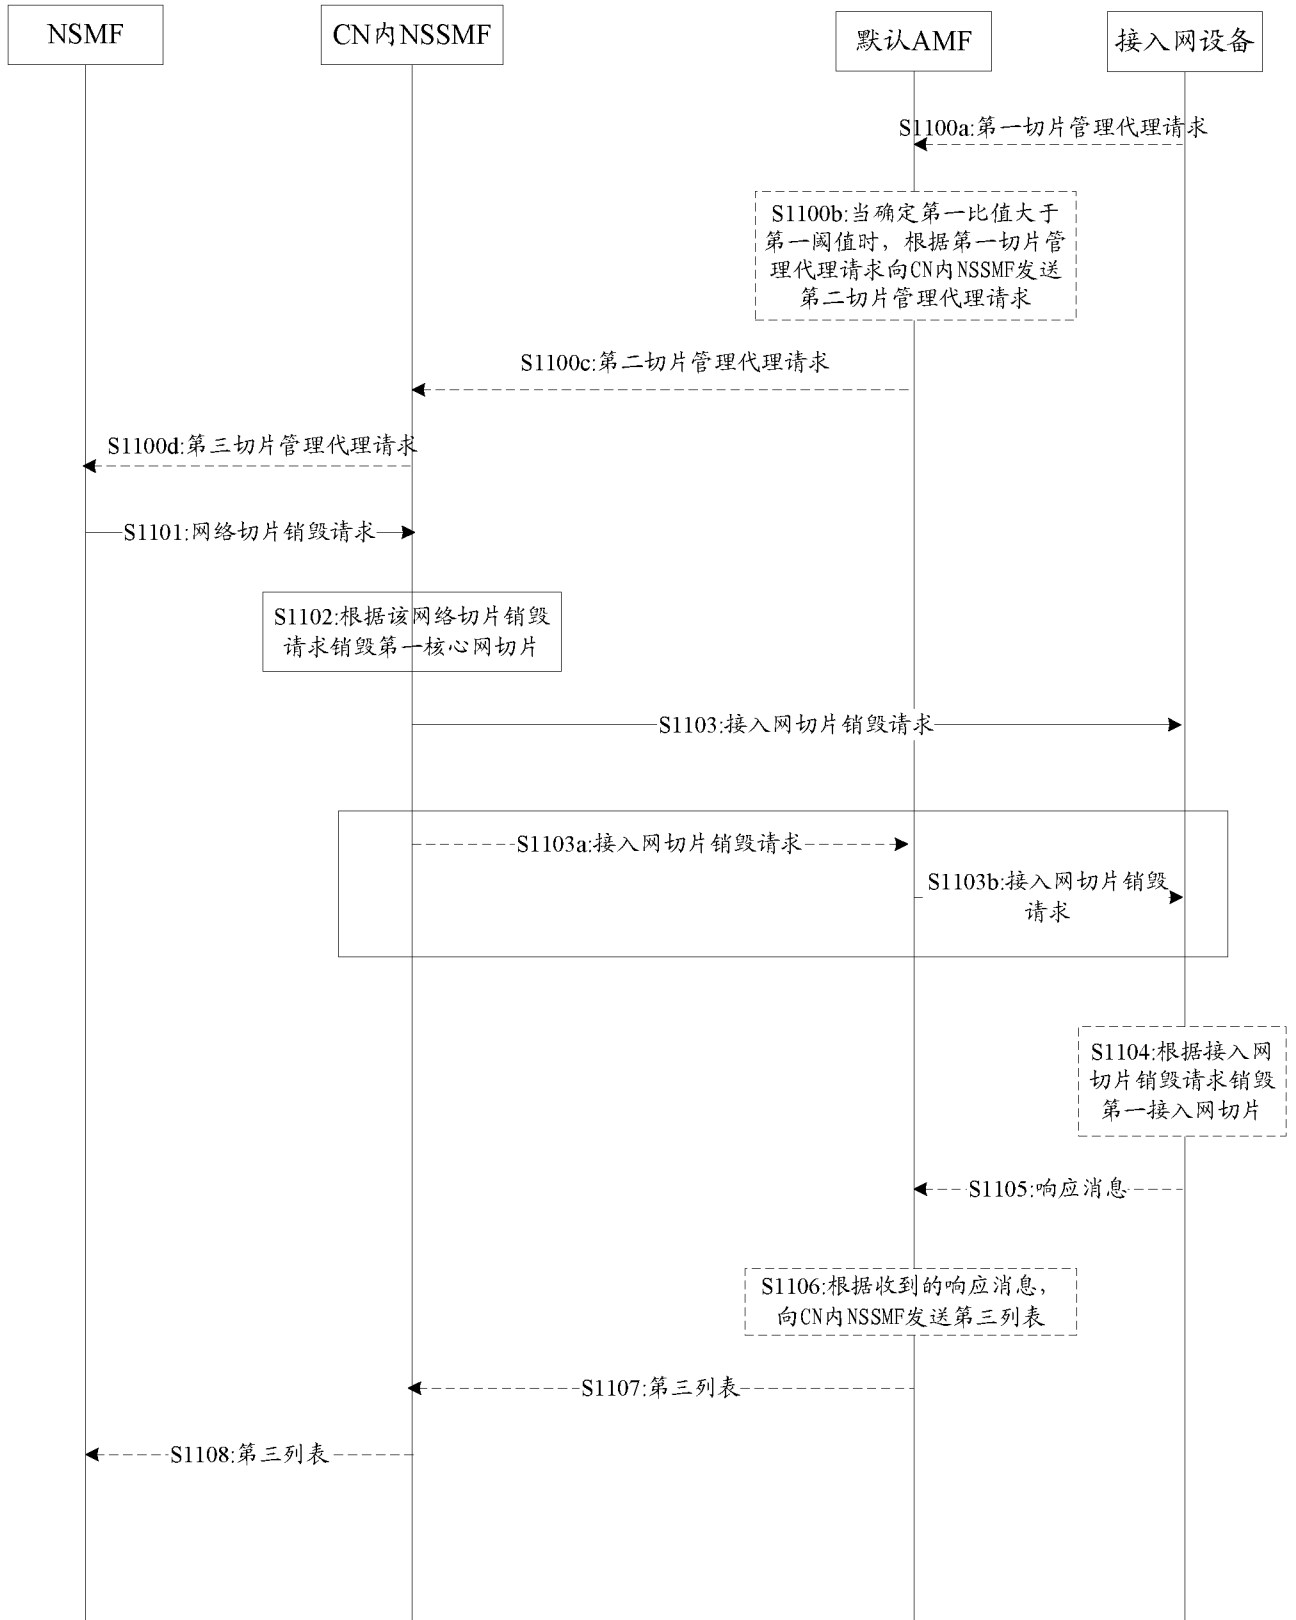 NSMF
CN内NSSMF
默认AMF
接入网设备
S1100a:第一切片管理代理请求
S1100b:当确定第一比值大于
第一阈值时，根据第一切片管
理代理请求向CN内NSSMF发送
第二切片管理代理请求
S1100c:第二切片管理代理请求
S1100d:第三切片管理代理请求
S1101:网络切片销毁请求
S1102:根据该网络切片销毁
请求销毁第一核心网切片
S1103:接入网切片销毁请求
S1103a:接入网切片销毁请求
S1103b:接入网切片销毁
请求
S1104:根据接入网
切片销毁请求销毁
第一接入网切片
S1105:响应消息
S1106:根据收到的响应消息，
向CN内NSSMF发送第三列表
S1107:第三列表
S1108:第三列表